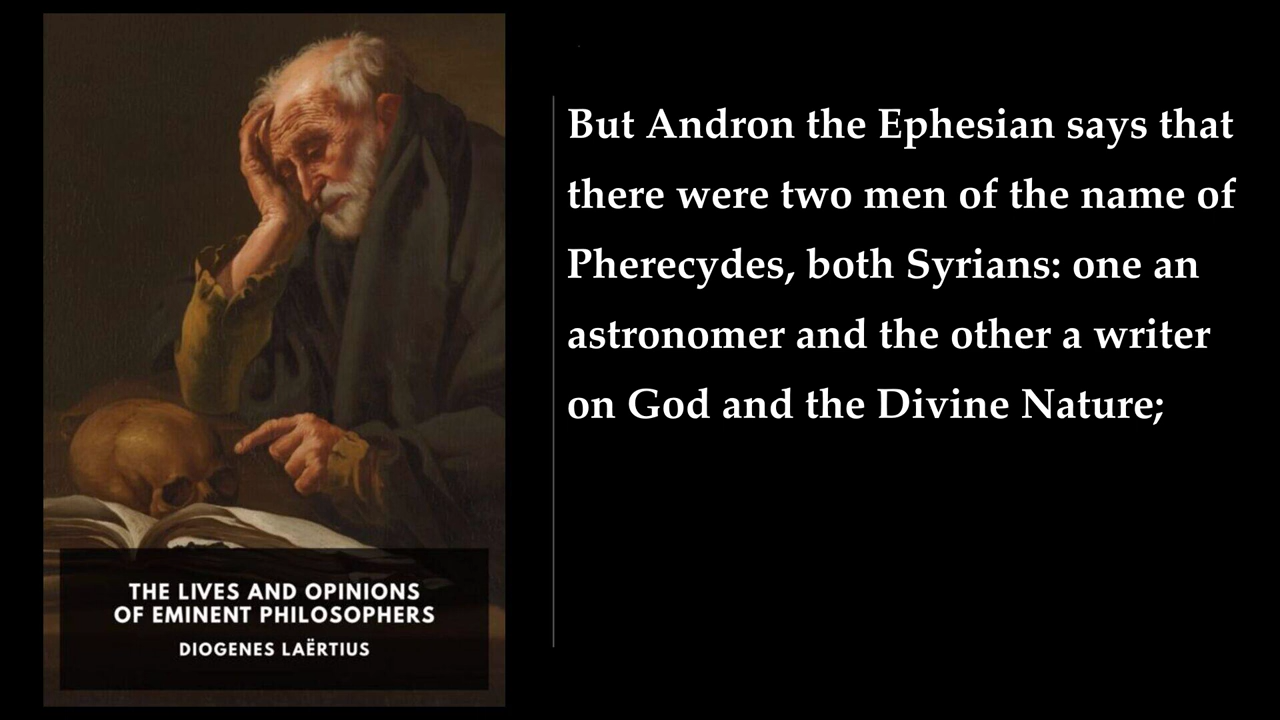 THE LIVES AND OPINIONS
OF EMINENT PHILOSOPHERS
DIOGENES LAËRTIUS
But Andron the Ephesian says that
there were two men of the name of
Pherecydes, both Syrians: one an
astronomer and the other a writer
on God and the Divine Nature;